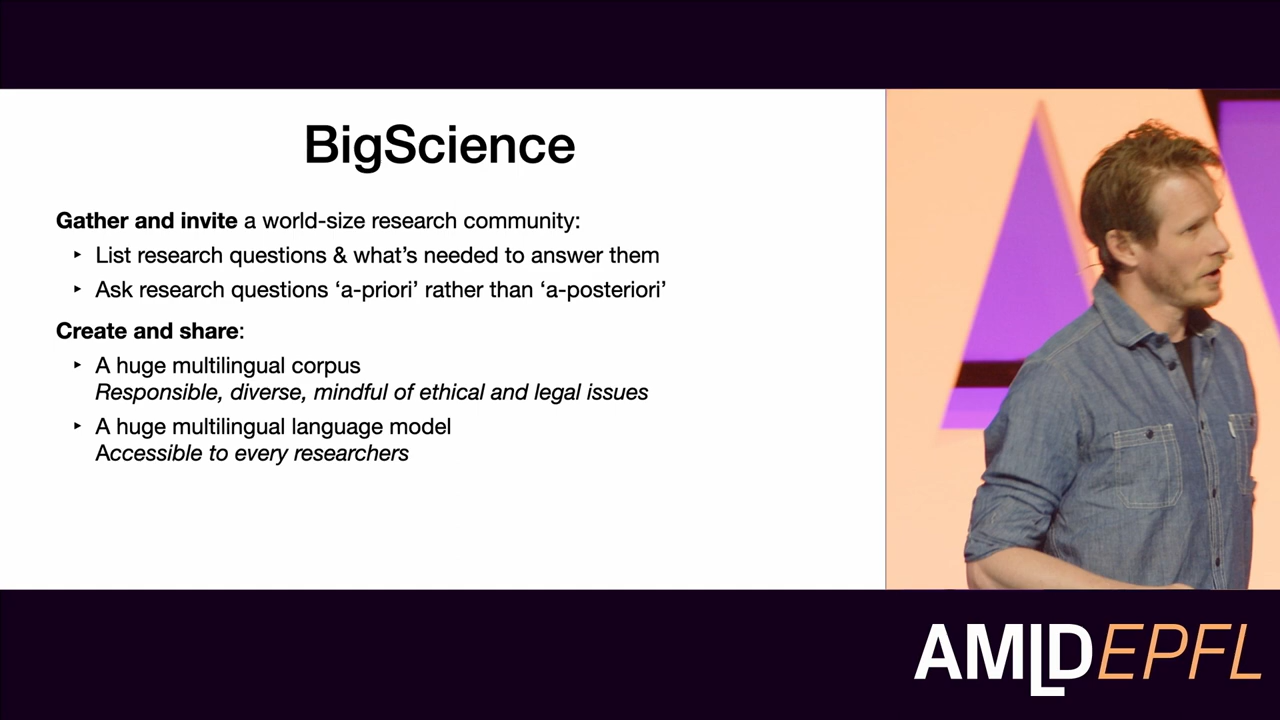 BigScience
Gather and invite a world-size research community:
‣ List research questions & what's needed to answer them
‣ Ask research questions ‘a-priori’ rather than ‘a-posteriori’
Create and share:
‣ A huge multilingual corpus
Responsible, diverse, mindful of ethical and legal issues
‣ A huge multilingual language model
Accessible to every researchers
AMLD EPFL